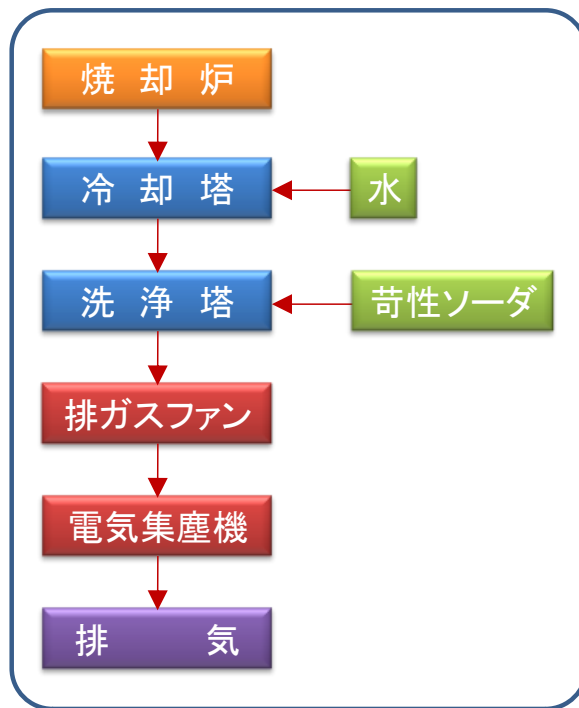 焼却炉
冷却塔
水
洗浄塔
苛性ソーダ
排ガスファン
電気集塵機
排気